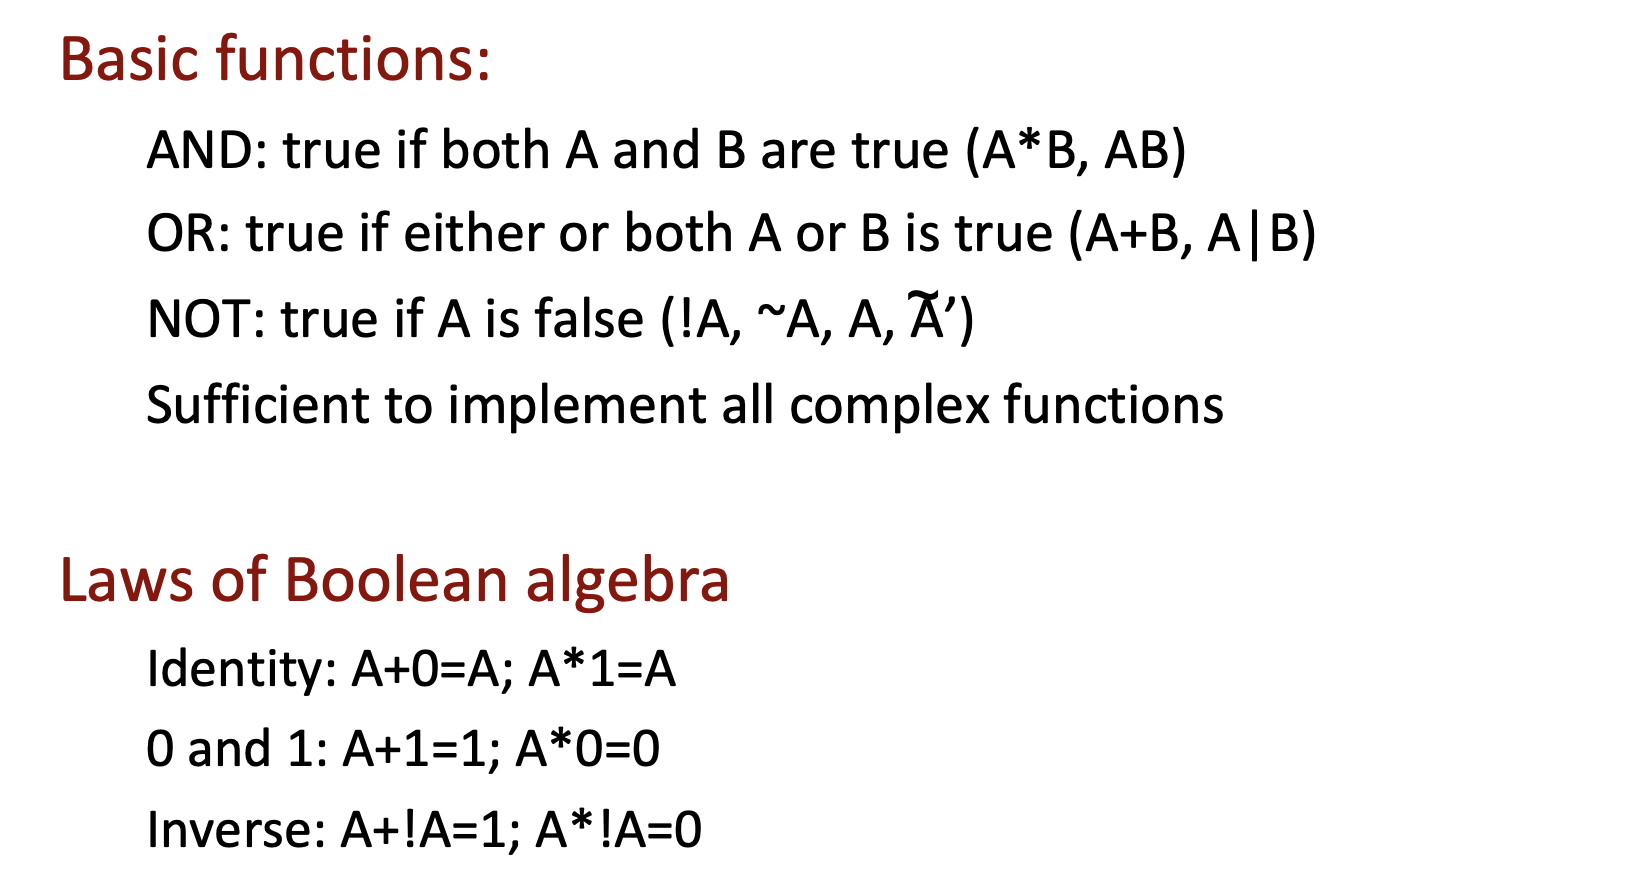 Basic functions:
AND: true if both A and B are true (A*B, AB)
OR: true if either or both A or B is true (A+B, A|B)
NOT: true if A is false (!A, ~A, A, Ã’)
Sufficient to implement all complex functions
Laws of Boolean algebra
Identity: A+0=A; A*1=A
0 and 1: A+1=1; A*0=0
Inverse: A+!A=1; A*!A=0